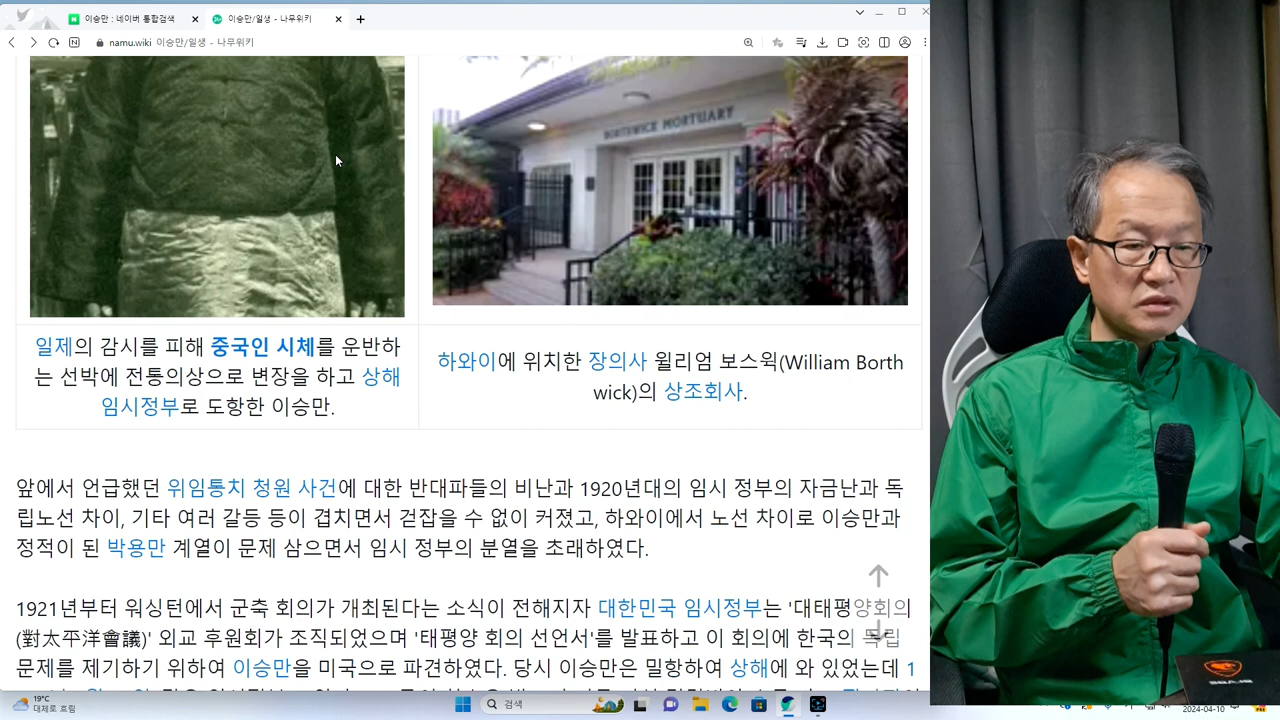 이승만 : 네이버 통합검색
이승만/일생 - 나무위키
namu.wiki 이승만/일생 - 나무위키
BORTHWICK MORTUARY
일제의 감시를 피해 중국인 시체를 운반하
는 선박에 전통의상으로 변장을 하고 상해
임시정부로 도항한 이승만.
하와이에 위치한 장의사 윌리엄 보스윅(William Borth
wick)의 상조회사.
앞에서 언급했던 위임통치 청원 사건에 대한 반대파들의 비난과 1920년대의 임시 정부의 자금난과 독
립노선 차이, 기타 여러 갈등 등이 겹치면서 걷잡을 수 없이 커졌고, 하와이에서 노선 차이로 이승만과
정적이 된 박용만 계열이 문제 삼으면서 임시 정부의 분열을 초래하였다.
1921년부터 워싱턴에서 군축 회의가 개최된다는 소식이 전해지자 대한민국 임시정부는 '대태평양회의
(對太平洋會議)' 외교 후원회가 조직되었으며 '태평양 회의 선언서'를 발표하고 이 회의에 한국의 독립
문제를 제기하기 위하여 이승만을 미국으로 파견하였다. 당시 이승만은 밀항하여 상해에 와 있었는데 1
19°C
대체로 흐림
검색
2024-04-10